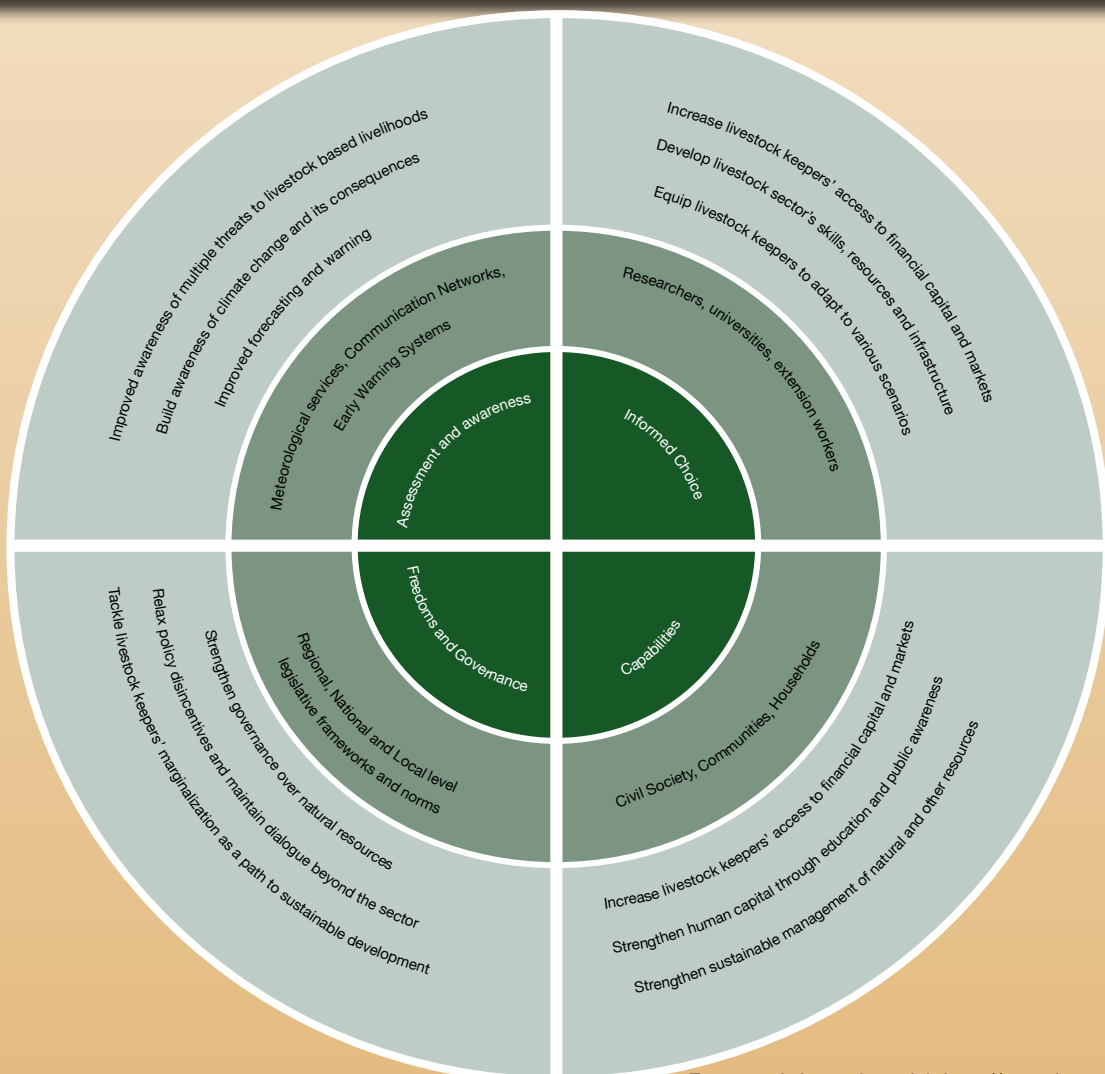 Improved awareness of multiple threats to livestock based livelihoods
Build awareness of climate change and its consequences
Improved forecasting and warning
Meteorological services, Communication Networks,
Early Warning Systems
Assessment and awareness
Increase livestock keepers' access to financial capital and markets
Develop livestock sector's skills, resources and infrastructure
Equip livestock keepers to adapt to various scenarios
Researchers, universities, extension workers
Informed Choice
Freedoms and Governance
Regional, National and Local level
legislative frameworks and norms
Strengthen governance over natural resources
Relax policy disincentives and maintain dialogue beyond the sector
Tackle livestock keepers' marginalization as a path to sustainable development
Capabilities
Civil Society, Communities, Households
Increase livestock keepers' access to financial capital and markets
Strengthen human capital through education and public awareness
Strengthen sustainable management of natural and other resources